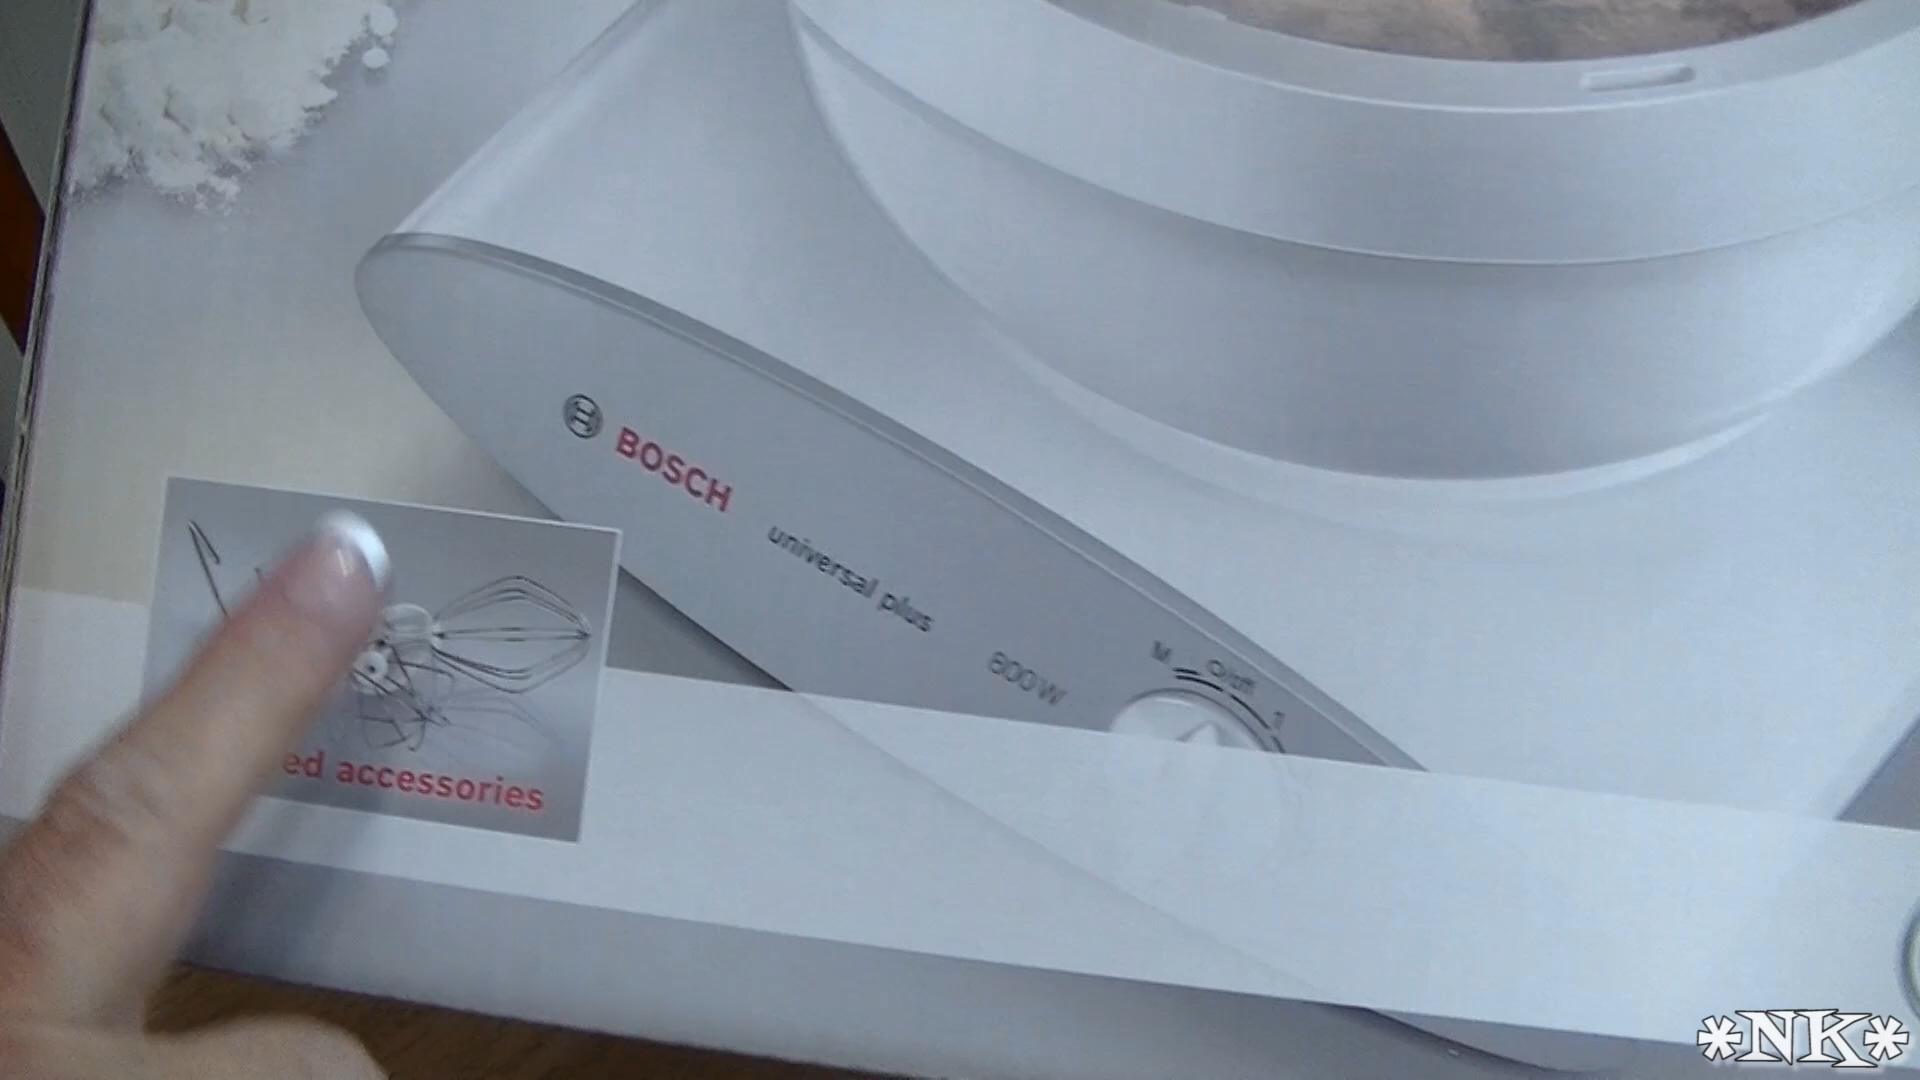 BOSCH
universal plus
600W
M O/off 1
ed accessories
*NK*